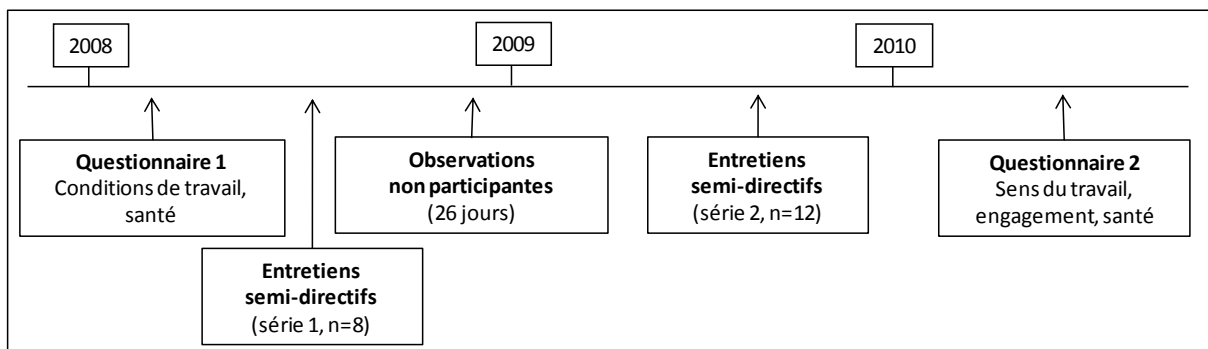 2008
2009
2010
Questionnaire 1
Conditions de travail,
santé
Entretiens
semi-directifs
(série 1, n=8)
Observations
non participantes
(26 jours)
Entretiens
semi-directifs
(série 2, n=12)
Questionnaire 2
Sens du travail,
engagement, santé